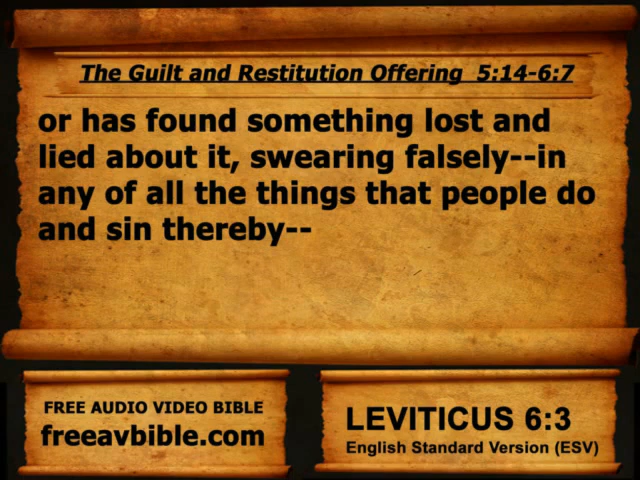 The Guilt and Restitution Offering  5:14-6:7
or has found something lost and
lied about it, swearing falsely--in
any of all the things that people do
and sin thereby--
FREE AUDIO VIDEO BIBLE
freeavbible.com
LEVITICUS 6:3
English Standard Version (ESV)